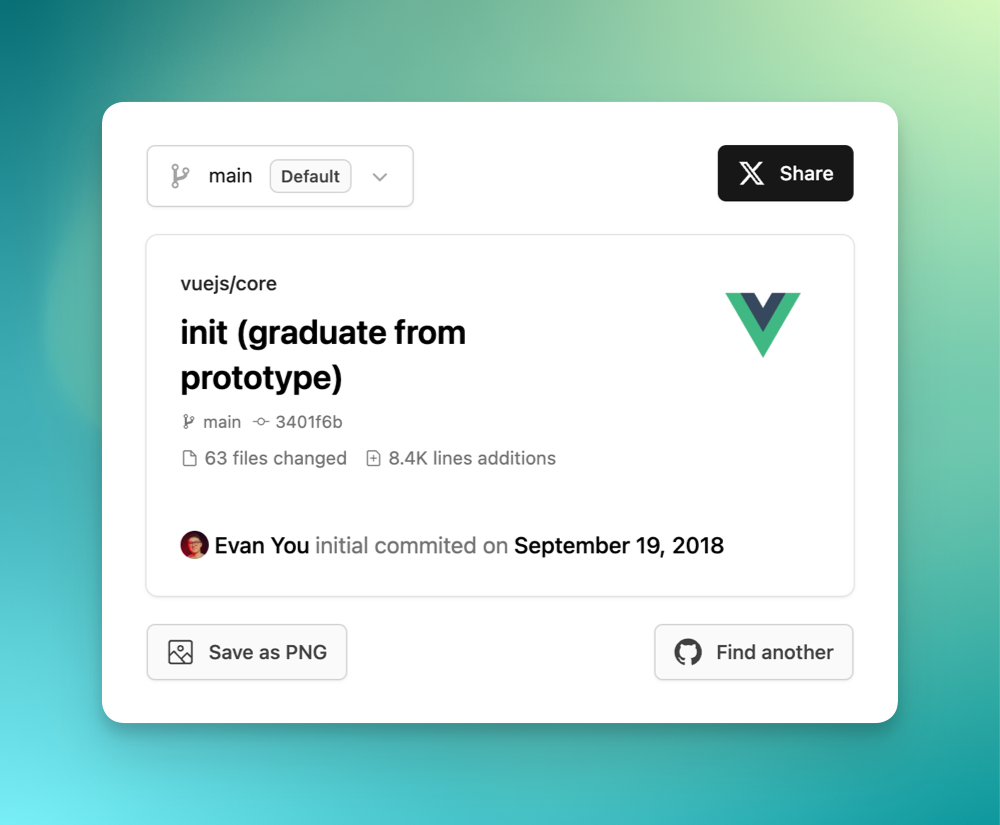 main Default
Share
vuejs/core
init (graduate from
prototype)
main 3401f6b
63 files changed 8.4K lines additions
Evan You initial commited on September 19, 2018
Save as PNG
Find another